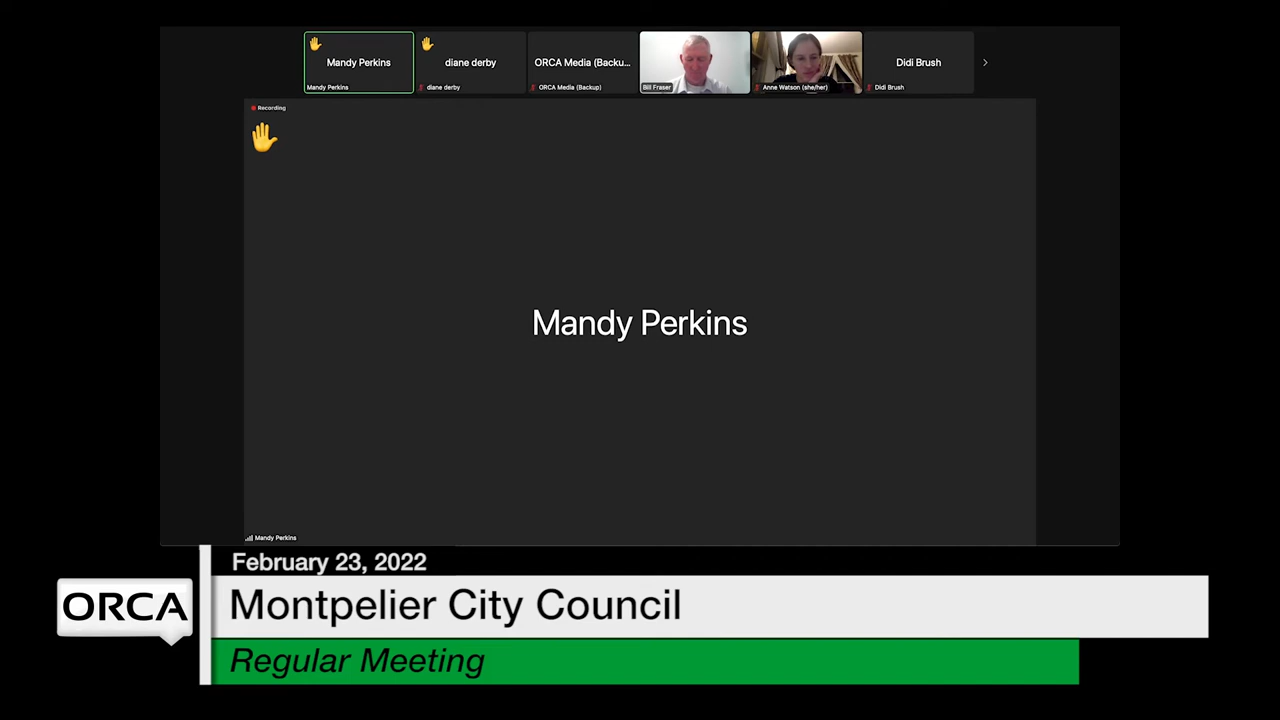 Mandy Perkins
diane derby
ORCA Media (Backu...
Didi Brush
Mandy Perkins
diane derby
ORCA Media (Backup)
Bill Fraser
Anne Watson (she/her)
Didi Brush
Recording
Mandy Perkins
Mandy Perkins
February 23, 2022
ORCA
Montpelier City Council
Regular Meeting